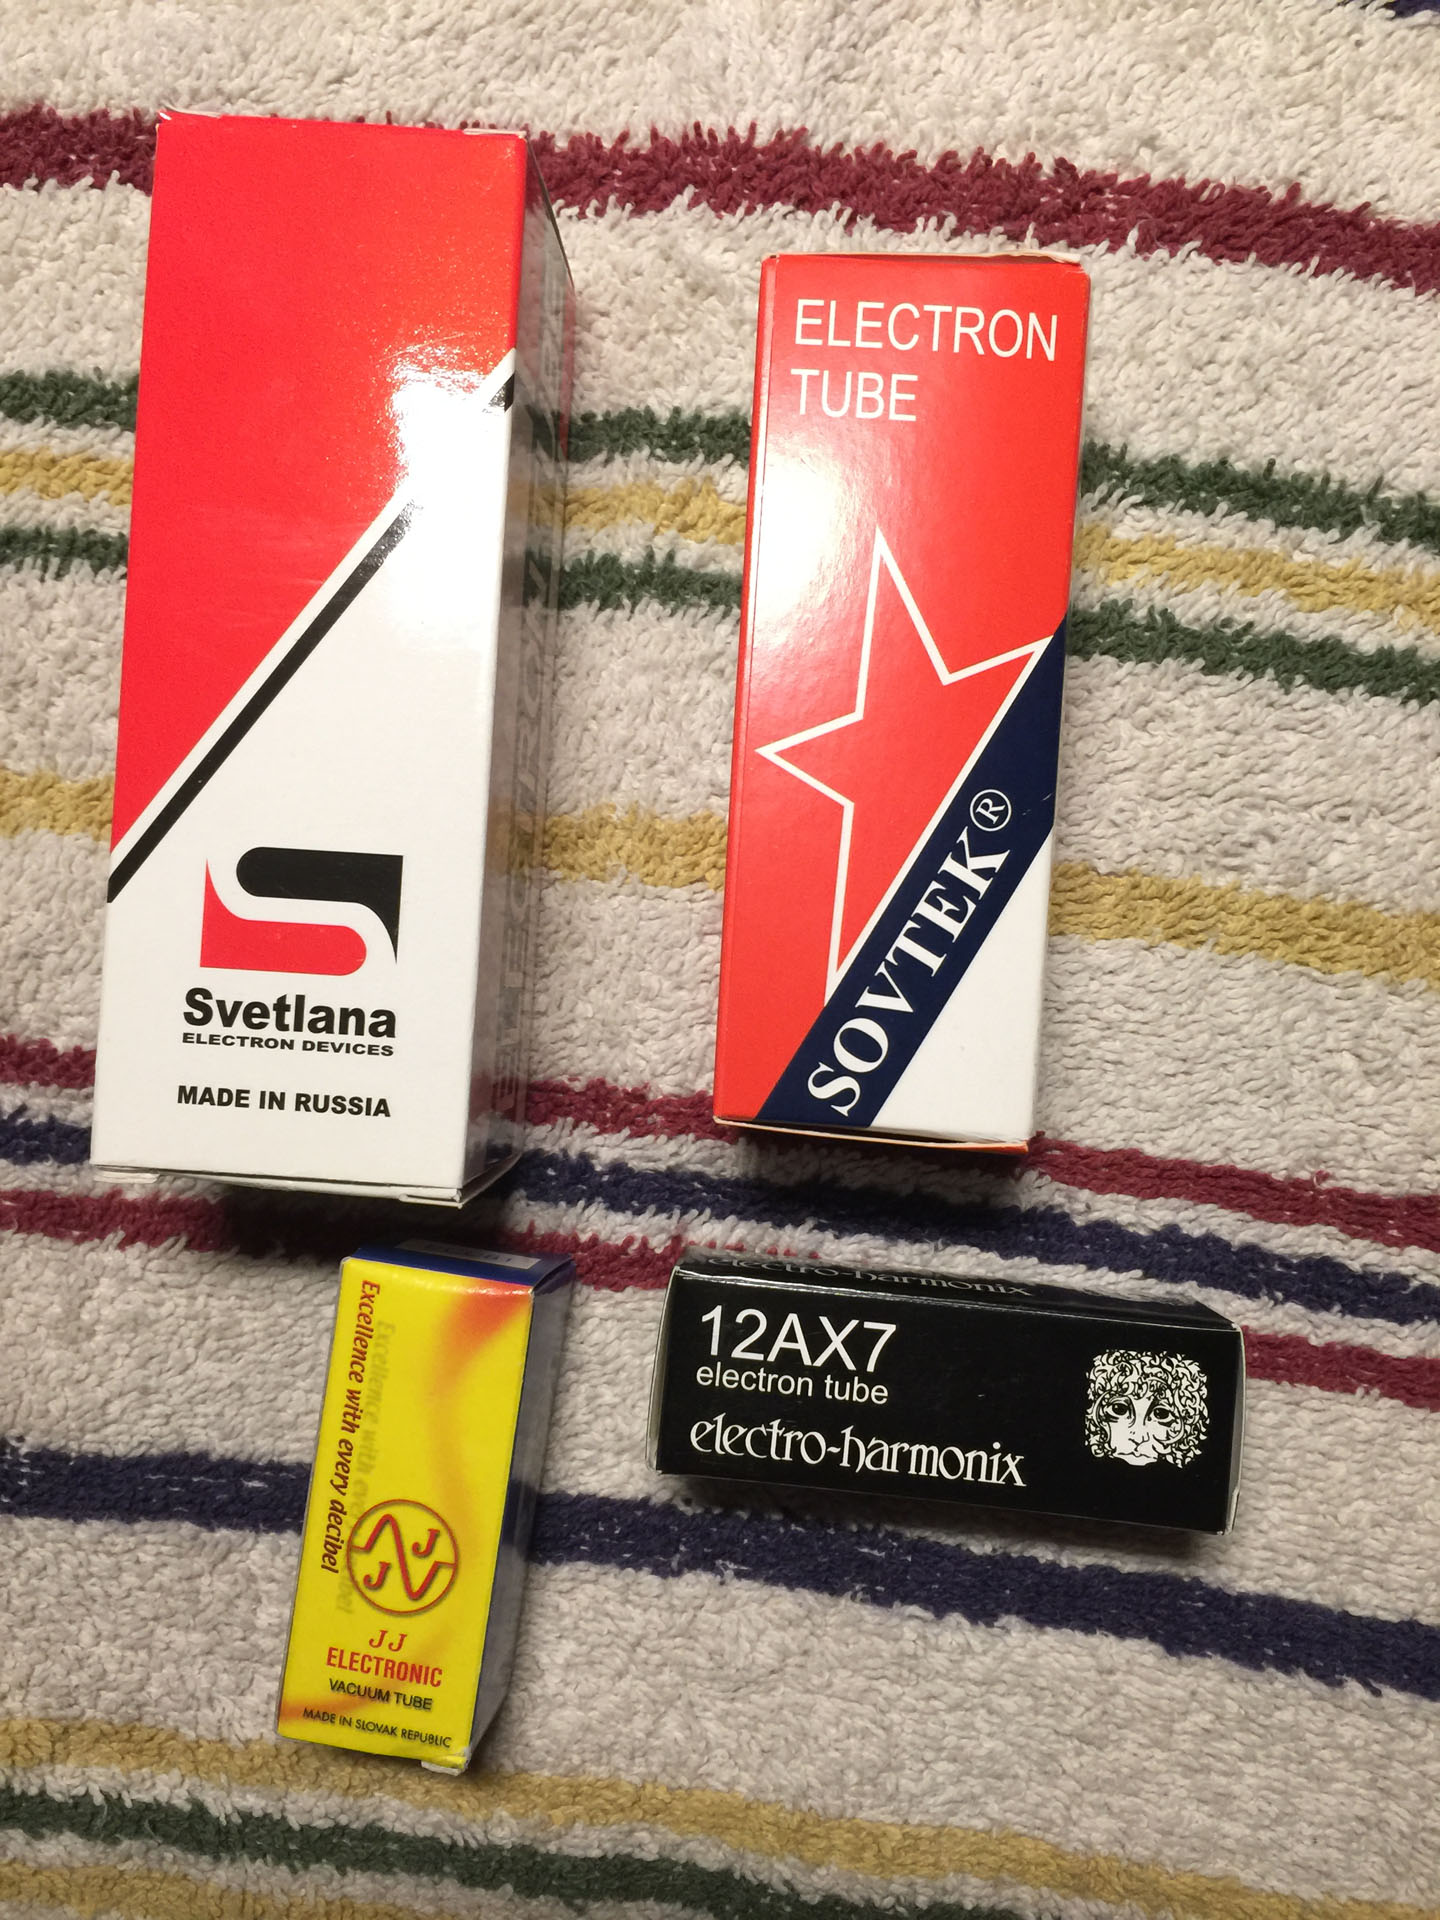 Svetlana
ELECTRON DEVICES
MADE IN RUSSIA
ELECTRON
TUBE
SOVTEK®
Excellence with every decibel
JJ
JJ
ELECTRONIC
VACUUM TUBE
MADE IN SLOVAK REPUBLIC
electro-harmonix
12AX7
electron tube
electro-harmonix